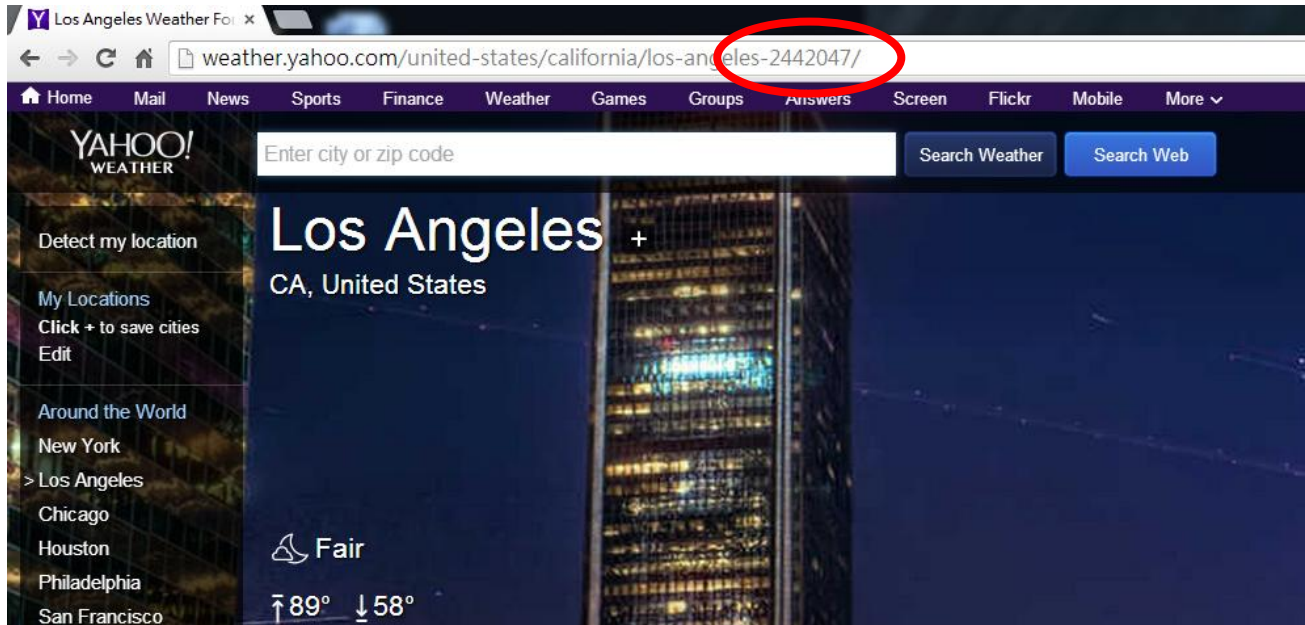 Los Angeles Weather For
weather.yahoo.com/united-states/california/los-angeles-2442047/
Home Mail News Sports Finance Weather Games Groups Answers Screen Flickr Mobile More
YAHOO!
WEATHER
Enter city or zip code
Search Weather
Search Web
Detect my location
My Locations
Click + to save cities
Edit
Around the World
New York
> Los Angeles
Chicago
Houston
Philadelphia
San Francisco
Los Angeles +
CA, United States
Fair
↑89° ↓58°